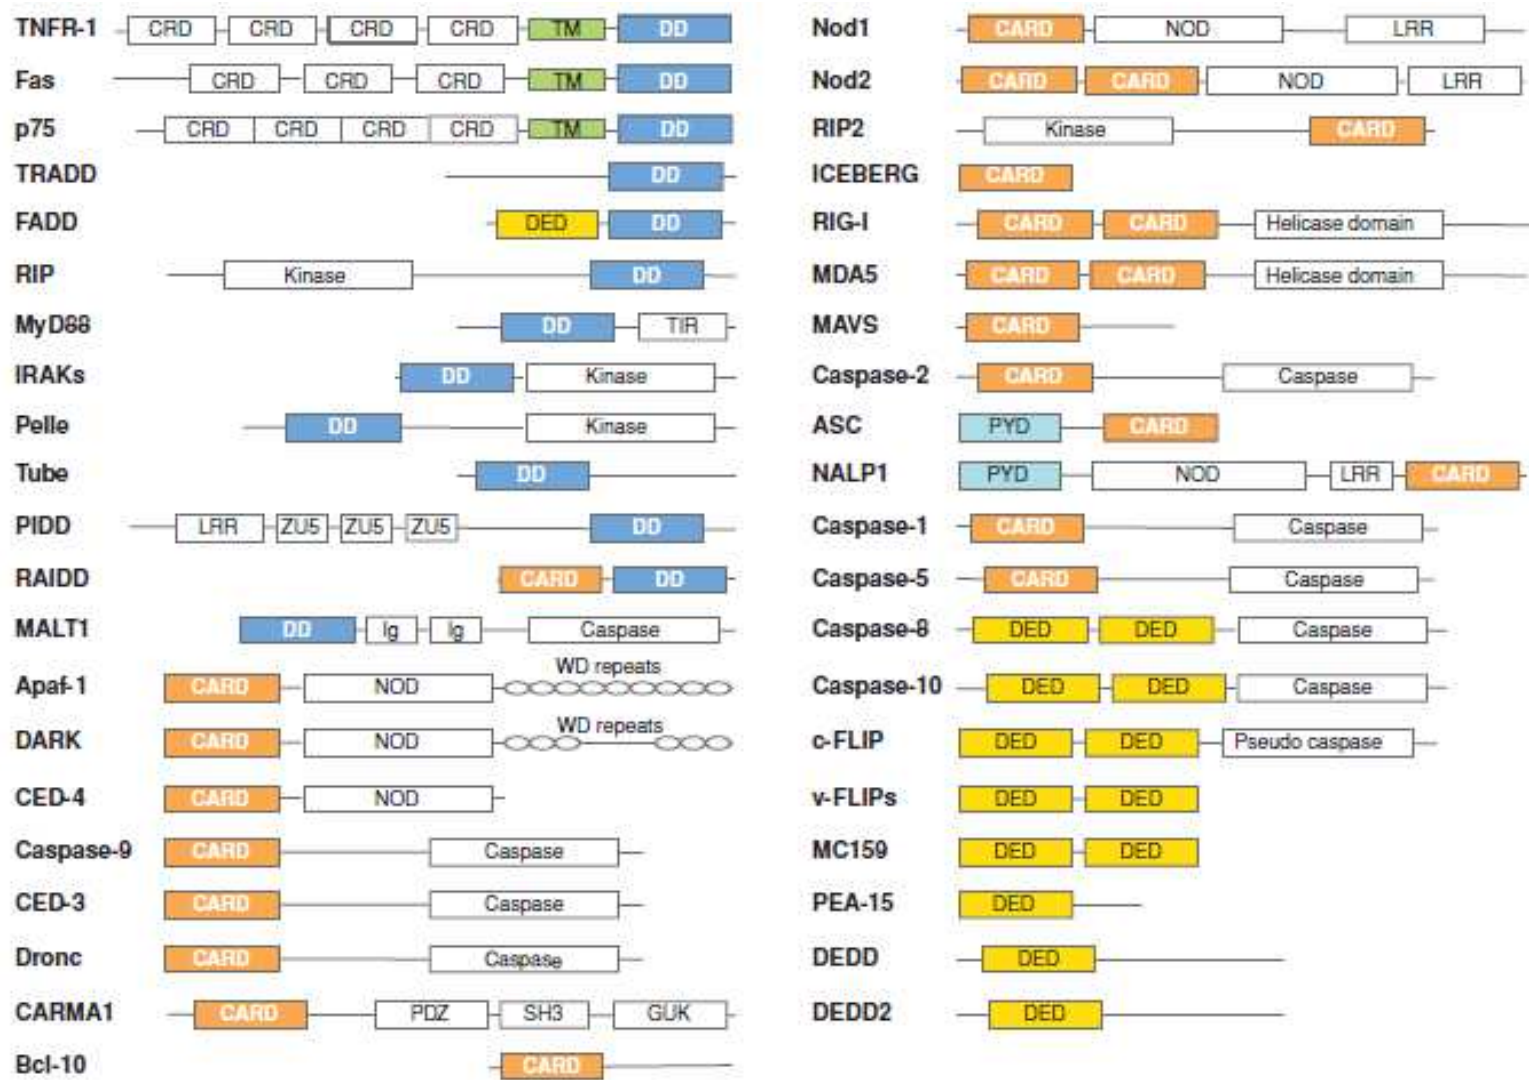 TNFR-1 CRD CRD CRD CRD TM DD
Fas CRD CRD CRD TM DD
p75 CRD CRD CRD CRD TM DD
TRADD DD
FADD DED DD
RIP Kinase DD
MyD88 DD TIR
IRAKs DD Kinase
Pelle DD Kinase
Tube DD
PIDD LRR ZU5 ZU5 ZU5 DD
RAIDD CARD DD
MALT1 DD Ig Ig Caspase
WD repeats
Apaf-1 CARD NOD
WD repeats
DARK CARD NOD
CED-4 CARD NOD
Caspase-9 CARD Caspase
CED-3 CARD Caspase
Dronc CARD Caspase
CARMA1 CARD PDZ SH3 GUK
Bcl-10 CARD
Nod1 CARD NOD LRR
Nod2 CARD CARD NOD LRR
RIP2 Kinase CARD
ICEBERG CARD
RIG-I CARD CARD Helicase domain
MDA5 CARD CARD Helicase domain
MAVS CARD
Caspase-2 CARD Caspase
ASC PYD CARD
NALP1 PYD NOD LRR CARD
Caspase-1 CARD Caspase
Caspase-5 CARD Caspase
Caspase-8 DED DED Caspase
Caspase-10 DED DED Caspase
c-FLIP DED DED Pseudo caspase
v-FLIPs DED DED
MC159 DED DED
PEA-15 DED
DEDD DED
DEDD2 DED